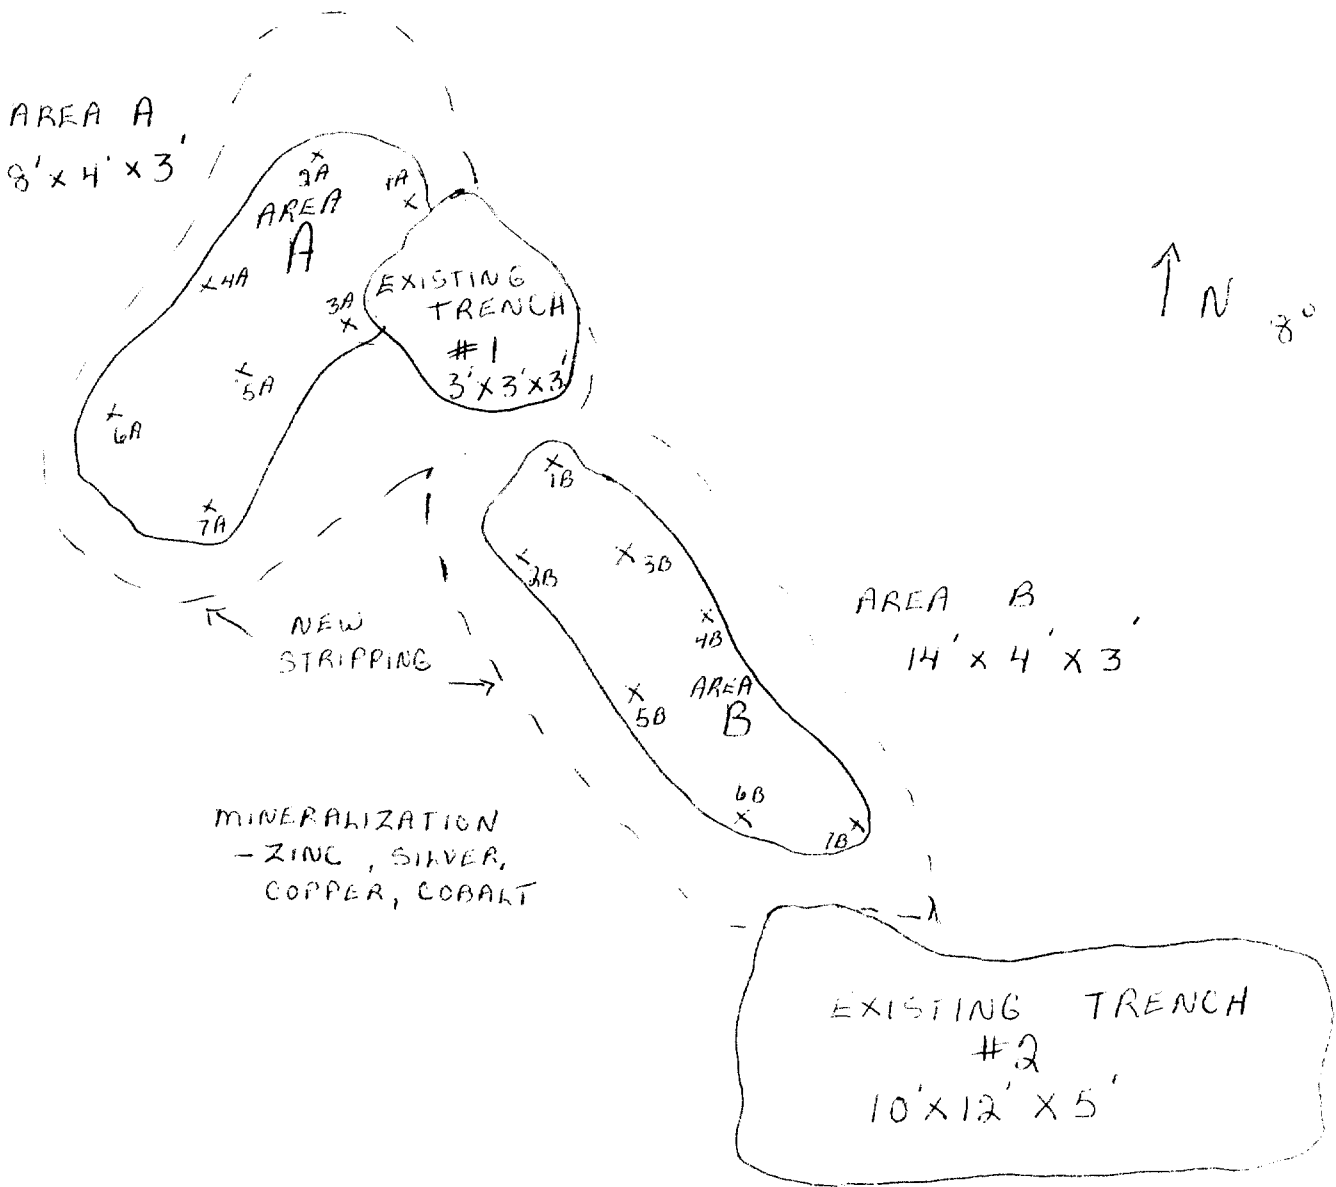 AREA A
8' x 4' x 3'
2A
1A
AREA
A
4A
3A
EXISTING
TRENCH
#1
3' x 3' x 3'
5A
6A
7A
N 8°
1B
2B
3B
4B
5B
AREA
B
6B
7B
NEW
STRIPPING
AREA B
14' x 4' x 3'
MINERALIZATION
- ZINC, SILVER,
COPPER, COBALT
EXISTING TRENCH
#2
10' x 12' x 5'